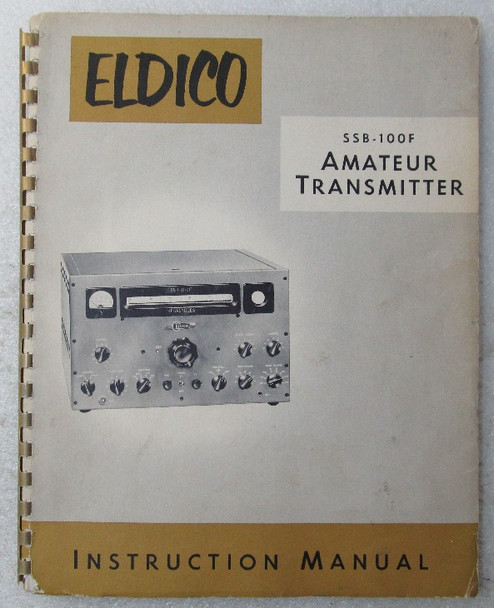 ELDICO
SSB-100F
AMATEUR
TRANSMITTER
INSTRUCTION MANUAL